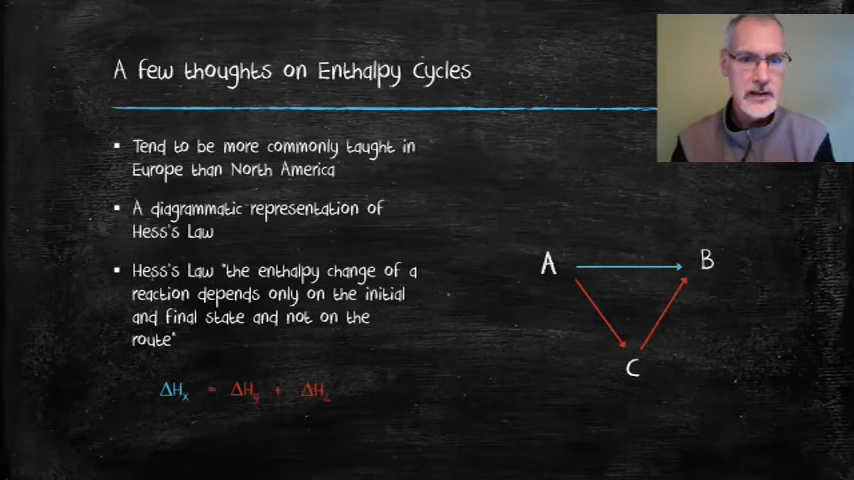 A few thoughts on Enthalpy Cycles
Tend to be more commonly taught in
Europe than North America
A diagrammatic representation of
Hess's Law
Hess's Law "the enthalpy change of a
reaction depends only on the initial
and final state and not on the
route"
ΔHx = ΔHy + ΔHz
A
B
C